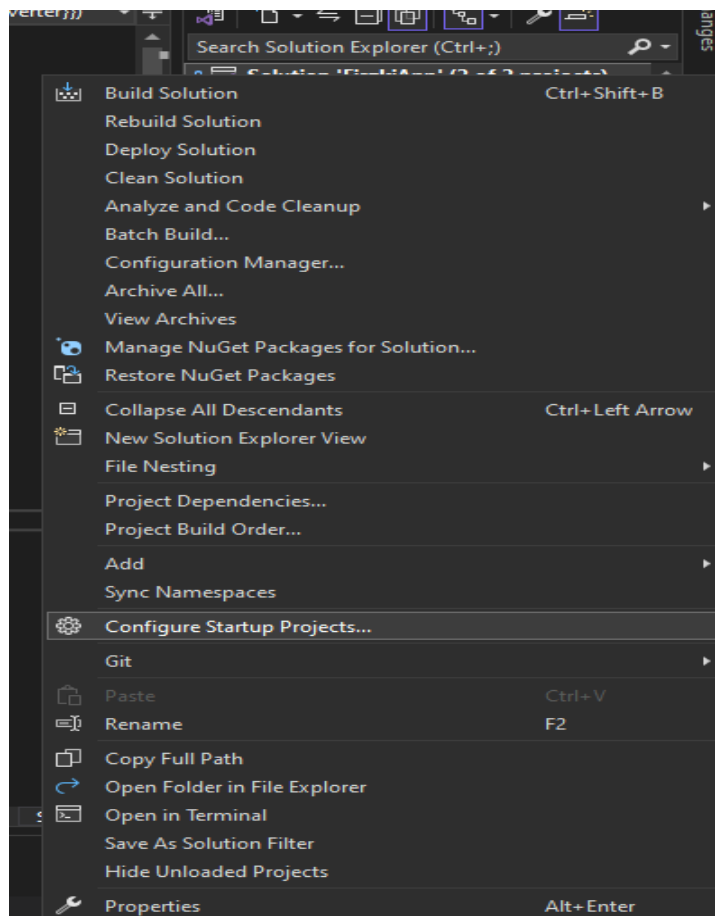 verter}})
anges
Search Solution Explorer (Ctrl+;)
Build Solution Ctrl+Shift+B
Rebuild Solution
Deploy Solution
Clean Solution
Analyze and Code Cleanup
Batch Build...
Configuration Manager...
Archive All...
View Archives
Manage NuGet Packages for Solution...
Restore NuGet Packages
Collapse All Descendants Ctrl+Left Arrow
New Solution Explorer View
File Nesting
Project Dependencies...
Project Build Order...
Add
Sync Namespaces
Configure Startup Projects...
Git
Paste Ctrl+V
Rename F2
Copy Full Path
Open Folder in File Explorer
Open in Terminal
Save As Solution Filter
Hide Unloaded Projects
Properties Alt+Enter